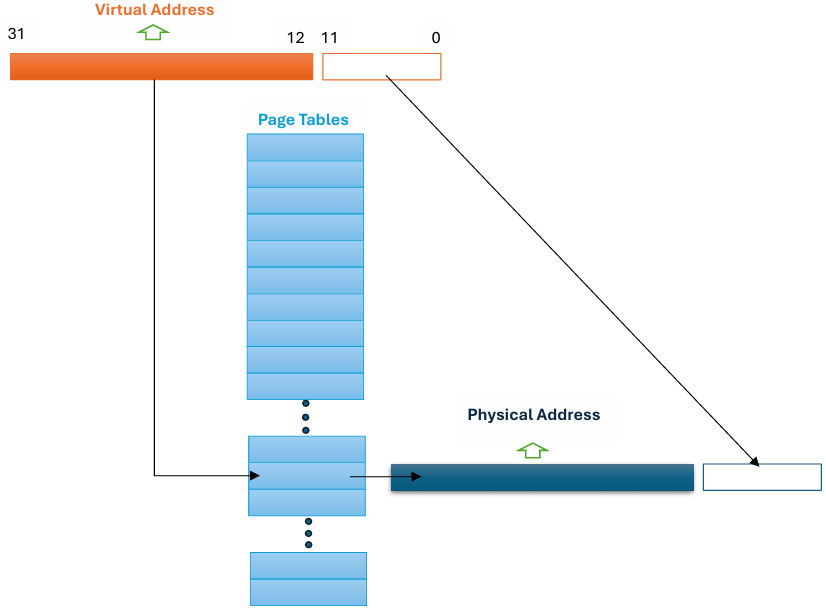 Virtual Address
31
12
11
0
Page Tables
Physical Address